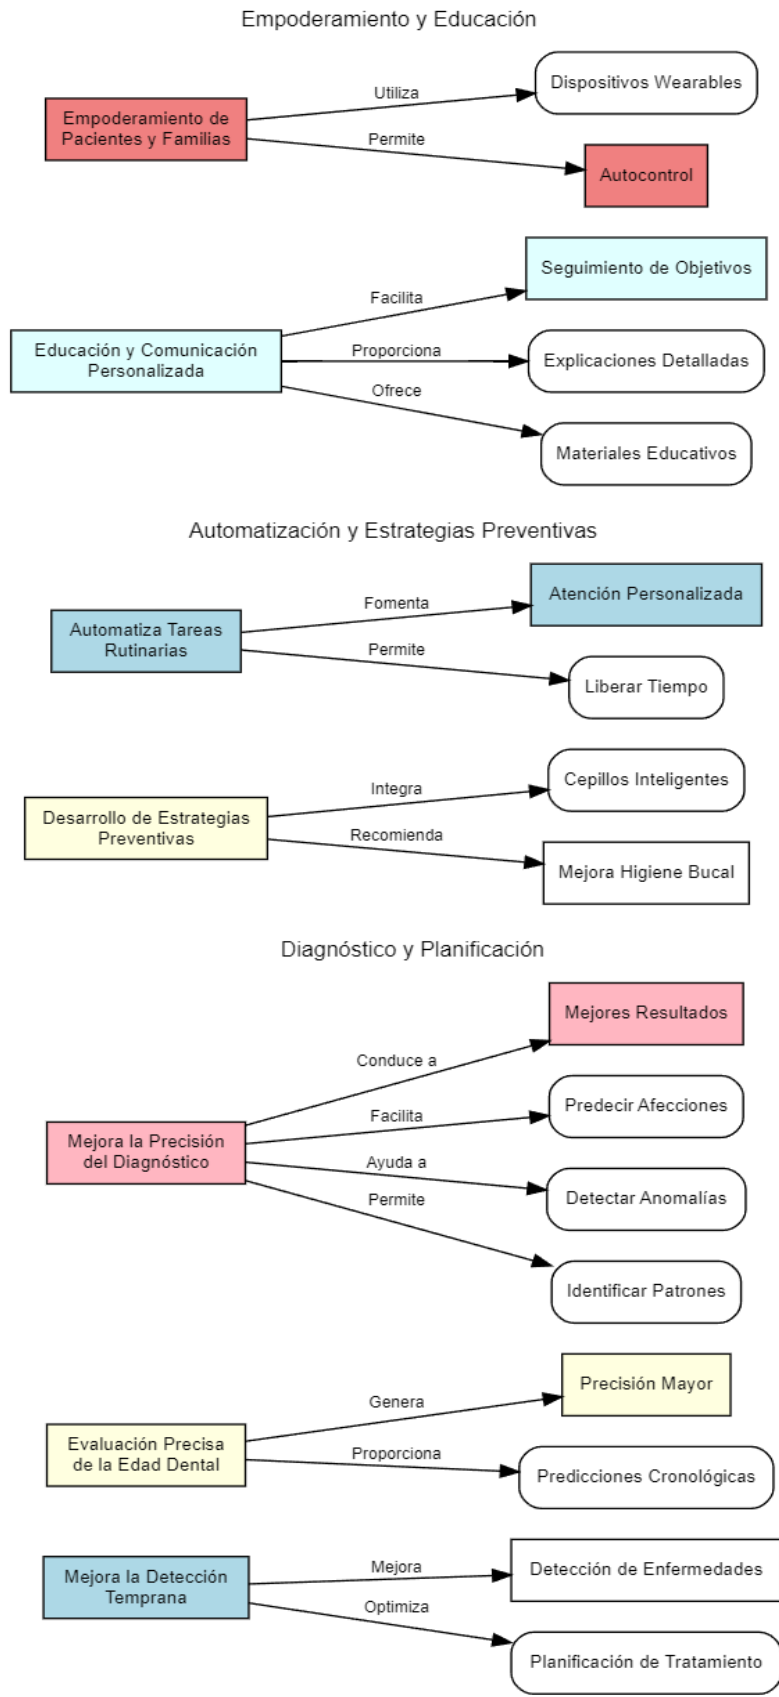 Empoderamiento y Educación
Empoderamiento de
Pacientes y Familias
Utiliza
Dispositivos Wearables
Permite
Autocontrol
Educación y Comunicación
Personalizada
Facilita
Seguimiento de Objetivos
Proporciona
Explicaciones Detalladas
Ofrece
Materiales Educativos
Automatización y Estrategias Preventivas
Automatiza Tareas
Rutinarias
Fomenta
Atención Personalizada
Permite
Liberar Tiempo
Desarrollo de Estrategias
Preventivas
Integra
Cepillos Inteligentes
Recomienda
Mejora Higiene Bucal
Diagnóstico y Planificación
Mejora la Precisión
del Diagnóstico
Conduce a
Mejores Resultados
Facilita
Predecir Afecciones
Ayuda a
Detectar Anomalías
Permite
Identificar Patrones
Evaluación Precisa
de la Edad Dental
Genera
Precisión Mayor
Proporciona
Predicciones Cronológicas
Mejora la Detección
Temprana
Mejora
Detección de Enfermedades
Optimiza
Planificación de Tratamiento